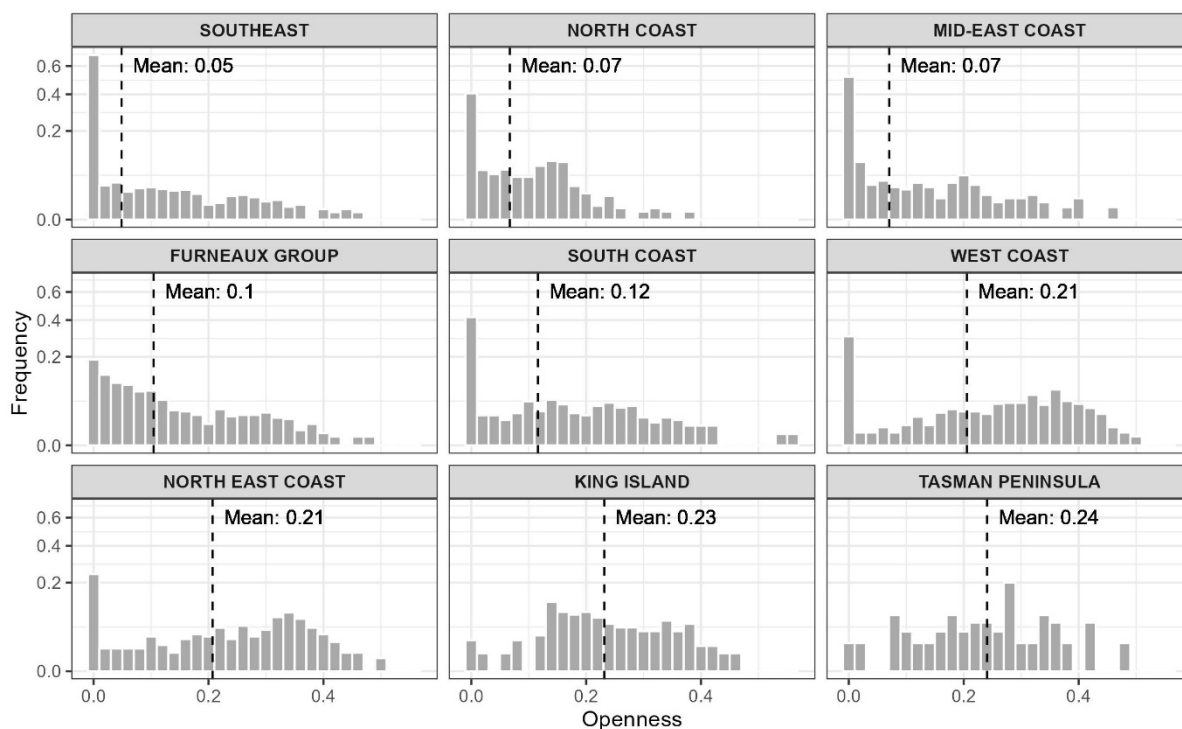 SOUTHEAST NORTH COAST MID-EAST COAST
Mean: 0.05 Mean: 0.07 Mean: 0.07
0.6
0.4
0.2
0.0
FURNEAUX GROUP SOUTH COAST WEST COAST
Mean: 0.1 Mean: 0.12 Mean: 0.21
0.6
0.4
0.2
0.0
Frequency
NORTH EAST COAST KING ISLAND TASMAN PENINSULA
Mean: 0.21 Mean: 0.23 Mean: 0.24
0.6
0.4
0.2
0.0
0.0 0.2 0.4 0.0 0.2 0.4 0.0 0.2 0.4
Openness